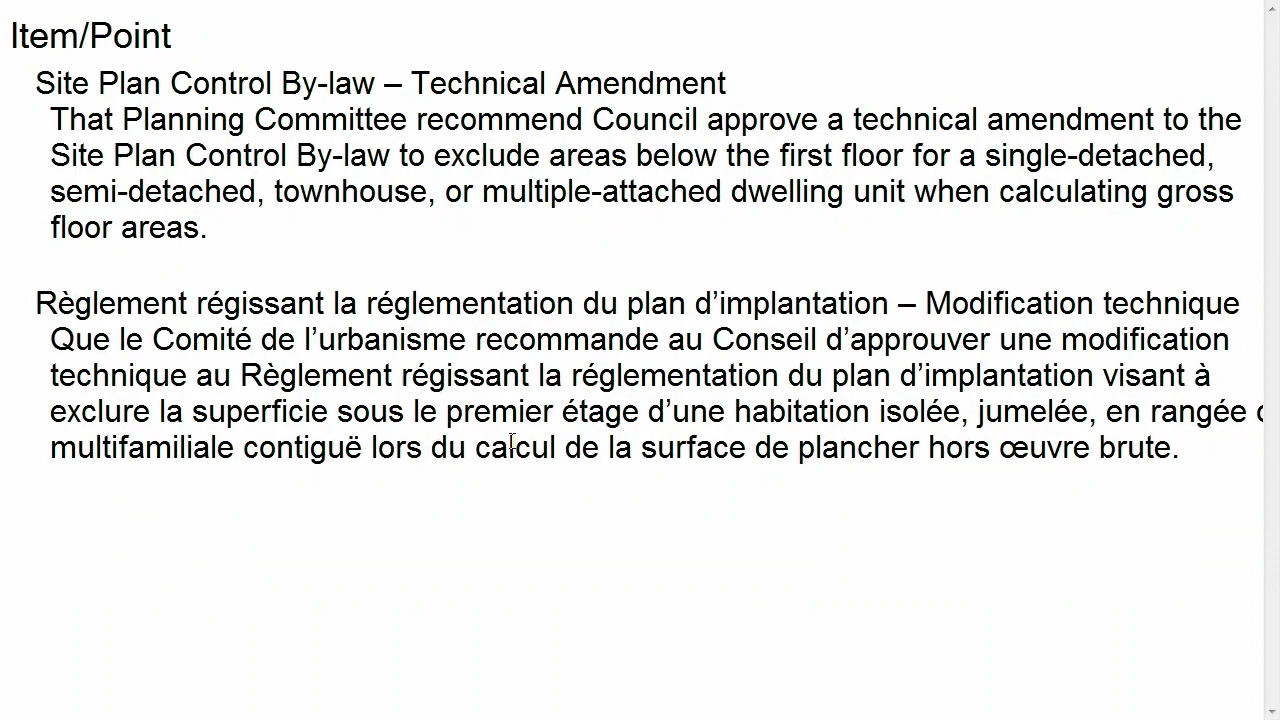 Item/Point
Site Plan Control By-law – Technical Amendment
That Planning Committee recommend Council approve a technical amendment to the
Site Plan Control By-law to exclude areas below the first floor for a single-detached,
semi-detached, townhouse, or multiple-attached dwelling unit when calculating gross
floor areas.
Règlement régissant la réglementation du plan d’implantation – Modification technique
Que le Comité de l’urbanisme recommande au Conseil d’approuver une modification
technique au Règlement régissant la réglementation du plan d’implantation visant à
exclure la superficie sous le premier étage d’une habitation isolée, jumelée, en rangée
multifamiliale contiguë lors du calcul de la surface de plancher hors œuvre brute.